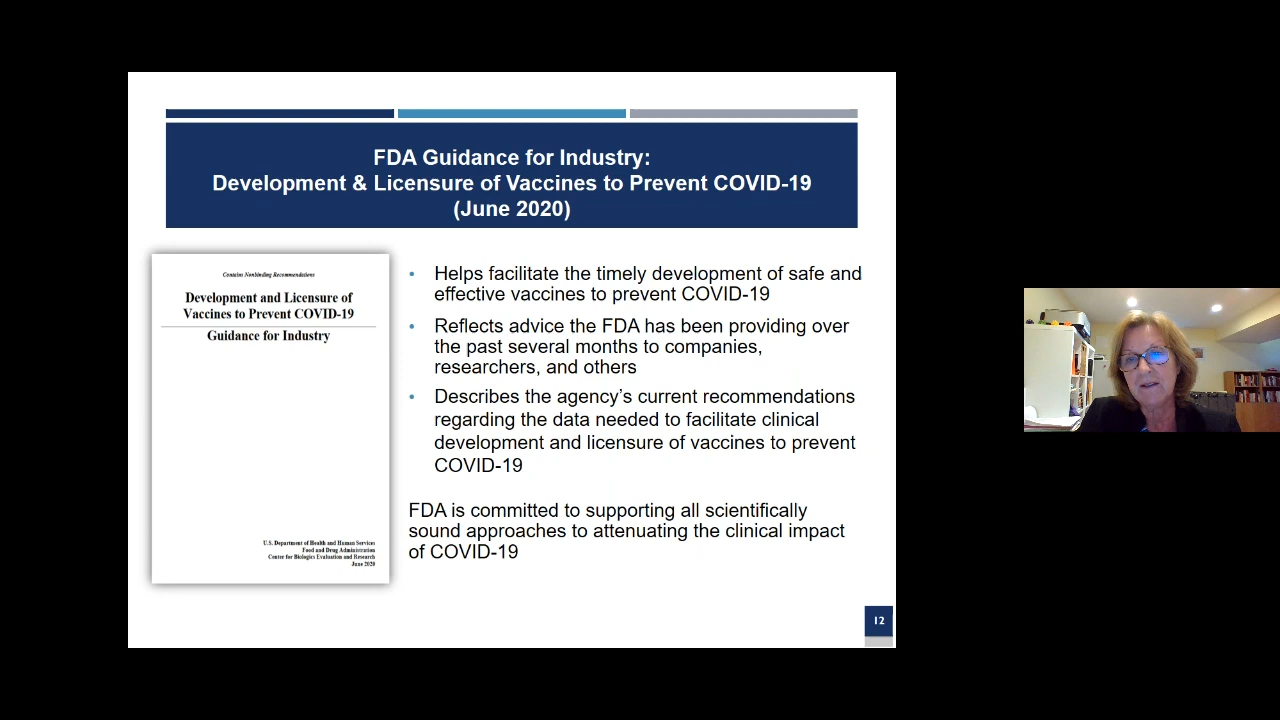 FDA Guidance for Industry:
Development & Licensure of Vaccines to Prevent COVID-19
(June 2020)
Contains Nonbinding Recommendations
Development and Licensure of
Vaccines to Prevent COVID-19
Guidance for Industry
U.S. Department of Health and Human Services
Food and Drug Administration
Center for Biologics Evaluation and Research
June 2020
• Helps facilitate the timely development of safe and
effective vaccines to prevent COVID-19
• Reflects advice the FDA has been providing over
the past several months to companies,
researchers, and others
• Describes the agency's current recommendations
regarding the data needed to facilitate clinical
development and licensure of vaccines to prevent
COVID-19
FDA is committed to supporting all scientifically
sound approaches to attenuating the clinical impact
of COVID-19
12